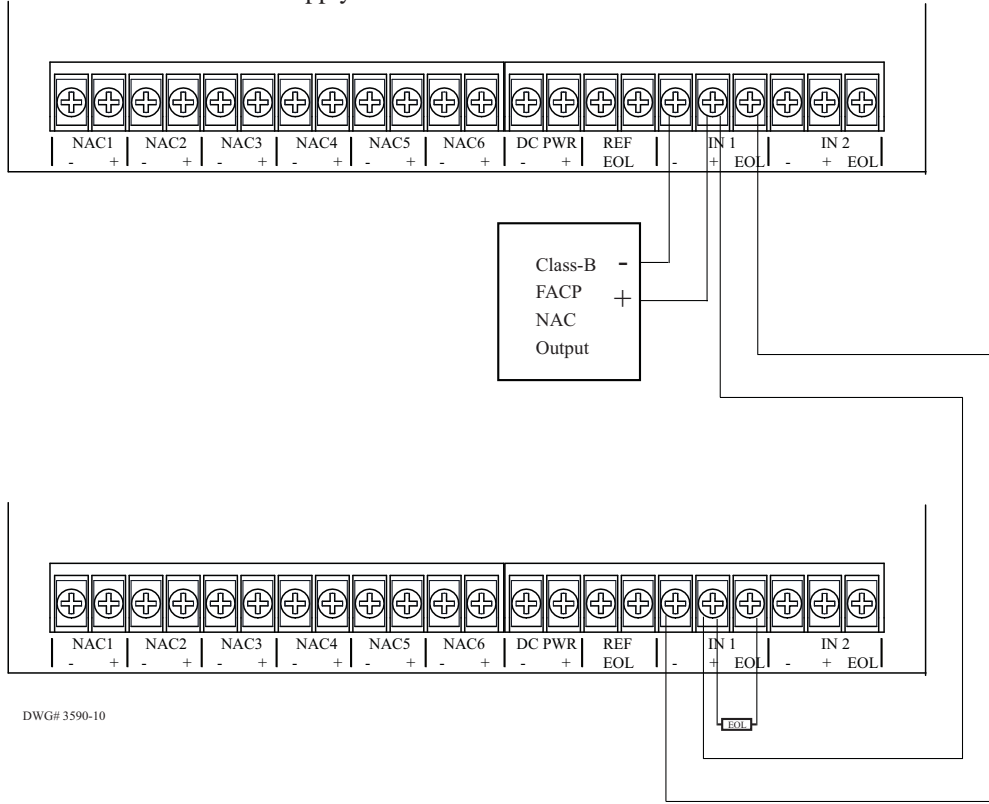 NAC1 NAC2 NAC3 NAC4 NAC5 NAC6 DC PWR REF IN 1 IN 2
- + - + - + - + - + - + - + EOL - + EOL - + EOL
Class-B -
FACP +
NAC
Output
NAC1 NAC2 NAC3 NAC4 NAC5 NAC6 DC PWR REF IN 1 IN 2
- + - + - + - + - + - + - + EOL - + EOL - + EOL
EOL
DWG# 3590-10